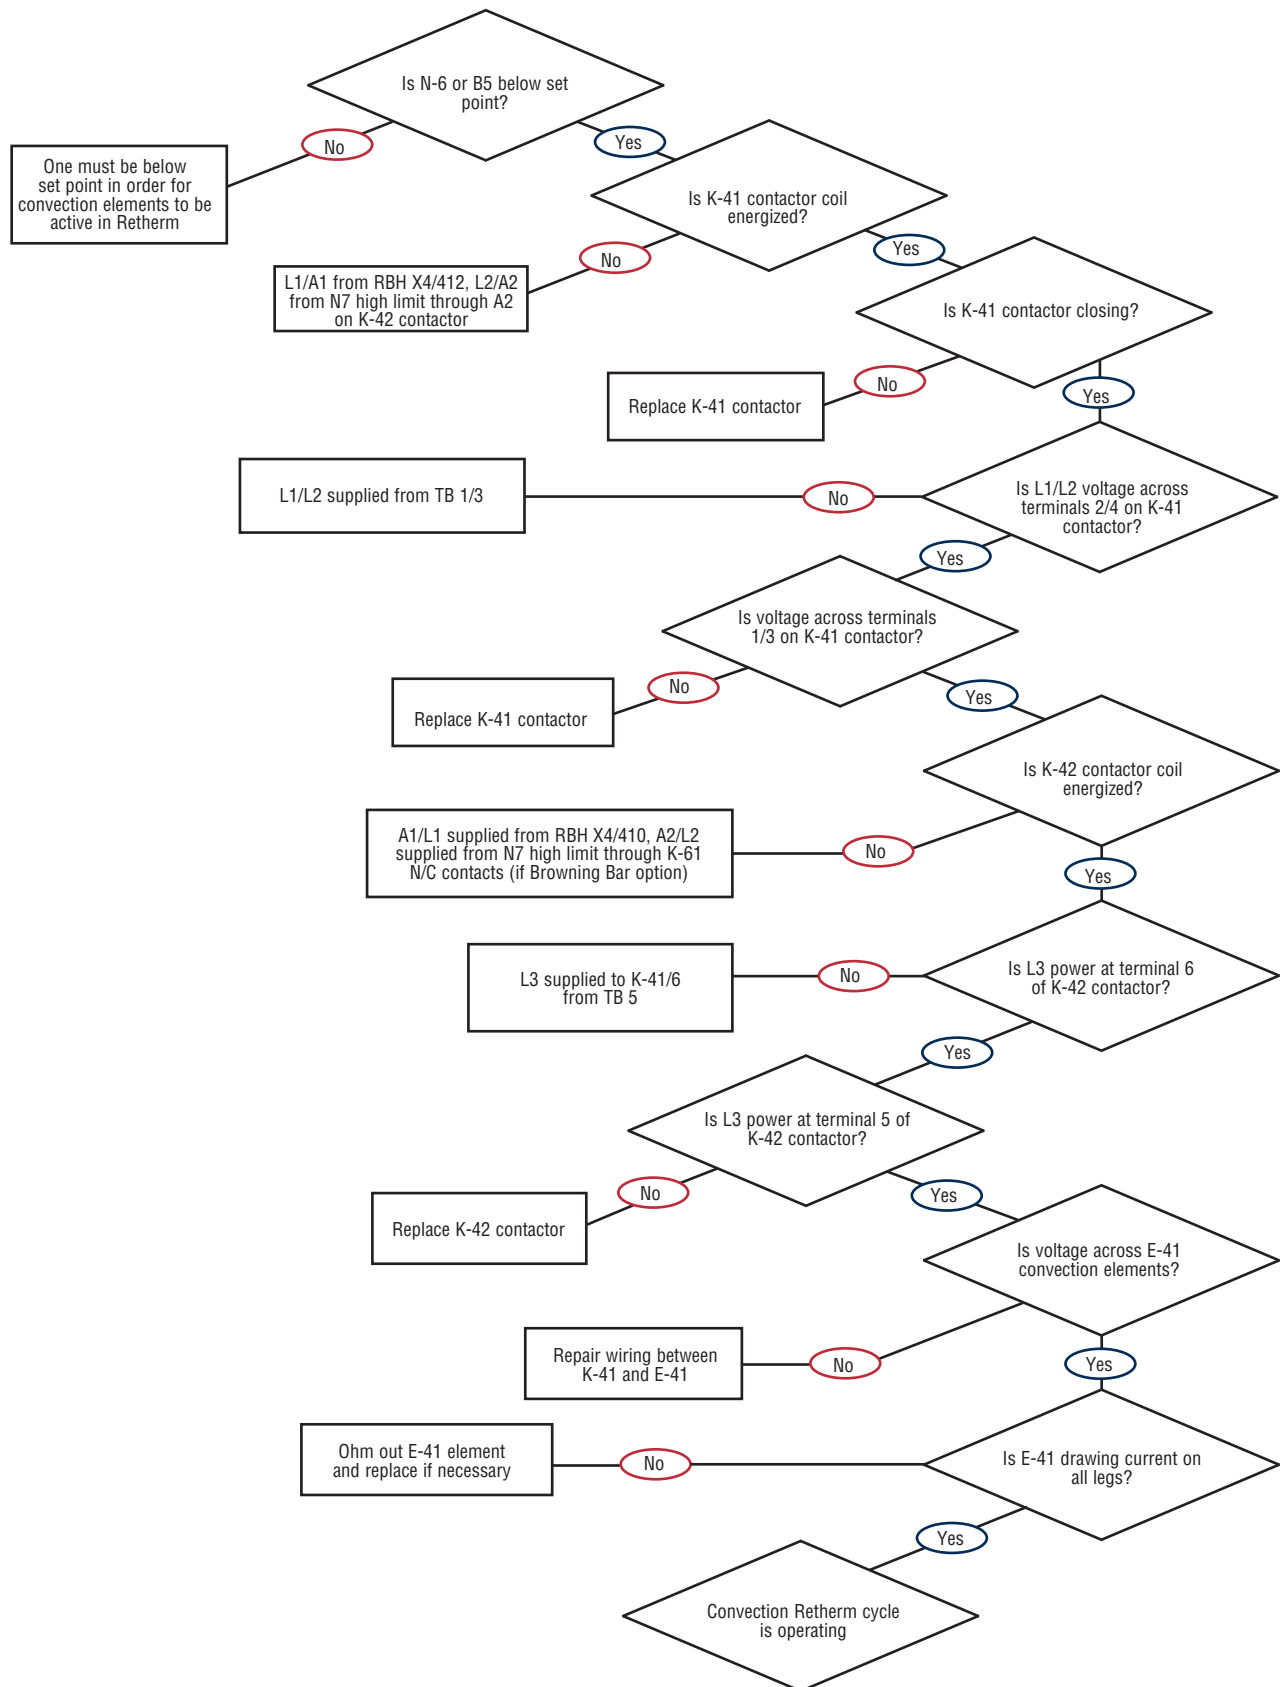 Is N-6 or B5 below set
point?
No
Yes
One must be below
set point in order for
convection elements to be
active in Retherm
Is K-41 contactor coil
energized?
No
Yes
L1/A1 from RBH X4/412, L2/A2
from N7 high limit through A2
on K-42 contactor
Is K-41 contactor closing?
No
Yes
Replace K-41 contactor
Is L1/L2 voltage across
terminals 2/4 on K-41
contactor?
No
L1/L2 supplied from TB 1/3
Yes
Is voltage across terminals
1/3 on K-41 contactor?
No
Yes
Replace K-41 contactor
Is K-42 contactor coil
energized?
No
A1/L1 supplied from RBH X4/410, A2/L2
supplied from N7 high limit through K-61
N/C contacts (if Browning Bar option)
Yes
Is L3 power at terminal 6
of K-42 contactor?
No
L3 supplied to K-41/6
from TB 5
Yes
Is L3 power at terminal 5 of
K-42 contactor?
No
Yes
Replace K-42 contactor
Is voltage across E-41
convection elements?
No
Repair wiring between
K-41 and E-41
Yes
Is E-41 drawing current on
all legs?
No
Ohm out E-41 element
and replace if necessary
Yes
Convection Retherm cycle
is operating